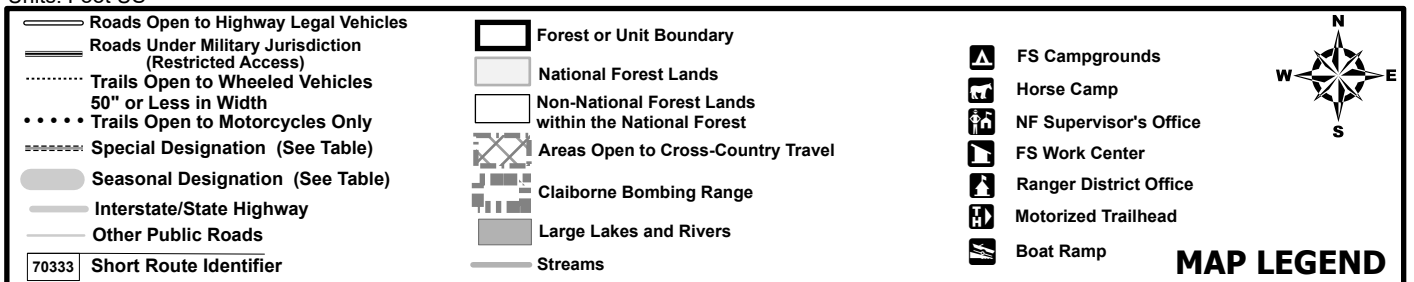 Roads Open to Highway Legal Vehicles
Roads Under Military Jurisdiction
(Restricted Access)
Trails Open to Wheeled Vehicles
50" or Less in Width
Trails Open to Motorcycles Only
Special Designation (See Table)
Seasonal Designation (See Table)
Interstate/State Highway
Other Public Roads
70333 Short Route Identifier
Forest or Unit Boundary
National Forest Lands
Non-National Forest Lands
within the National Forest
Areas Open to Cross-Country Travel
Claiborne Bombing Range
Large Lakes and Rivers
Streams
FS Campgrounds
Horse Camp
NF Supervisor's Office
FS Work Center
Ranger District Office
TH Motorized Trailhead
Boat Ramp
N
W E
S
MAP LEGEND